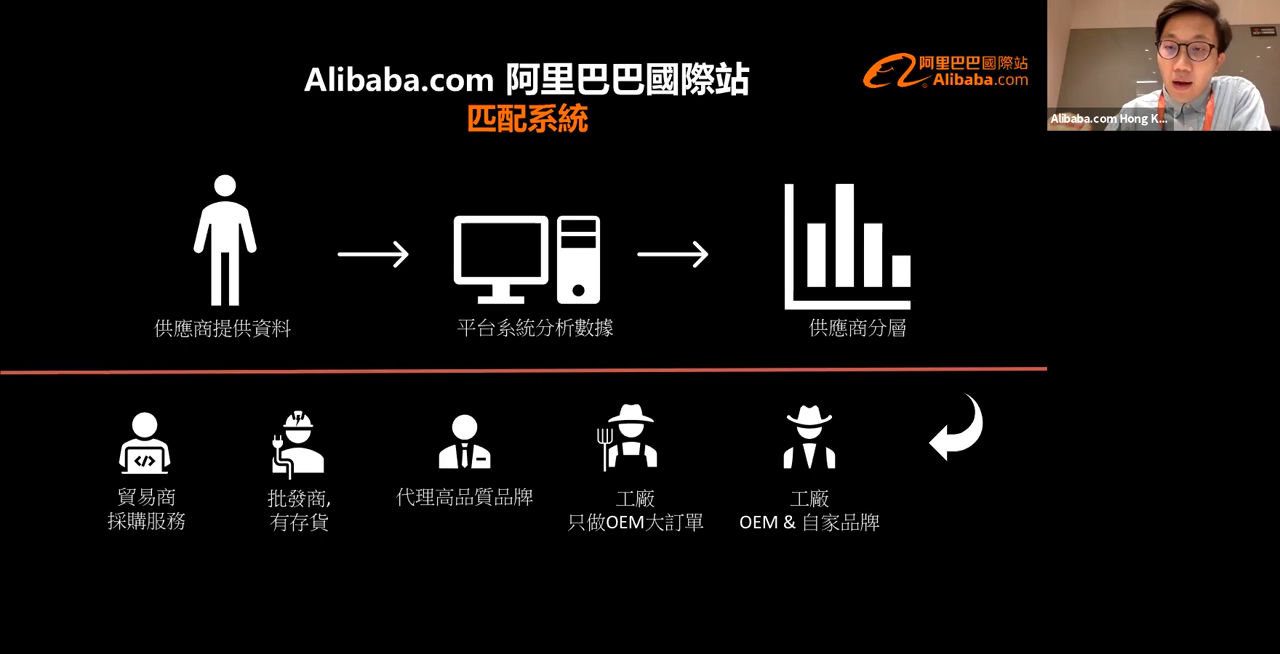 Alibaba.com 阿里巴巴國際站
匹配系統
阿里巴巴國際站
Alibaba.com
Alibaba.com Hong K...
供應商提供資料
平台系統分析數據
供應商分層
貿易商
採購服務
批發商,
有存貨
代理高品質品牌
工廠
只做OEM大訂單
工廠
OEM & 自家品牌